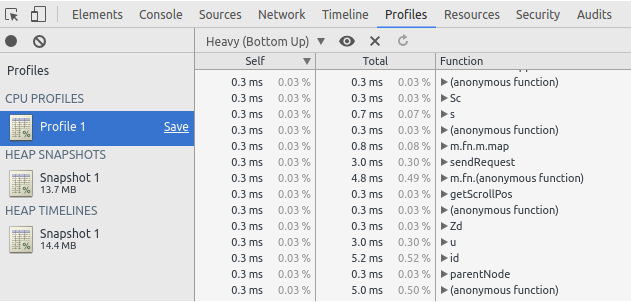 Elements Console Sources Network Timeline Profiles Resources Security Audits
Heavy (Bottom Up) ▼
Profiles
CPU PROFILES
Profile 1 Save
HEAP SNAPSHOTS
Snapshot 1
13.7 MB
HEAP TIMELINES
Snapshot 1
14.4 MB
Self ▼ Total Function
0.3 ms 0.03 % 0.3 ms 0.03 % ▶ (anonymous function)
0.3 ms 0.03 % 0.3 ms 0.03 % ▶ Sc
0.3 ms 0.03 % 0.7 ms 0.07 % ▶ s
0.3 ms 0.03 % 0.3 ms 0.03 % ▶ (anonymous function)
0.3 ms 0.03 % 0.8 ms 0.08 % ▶ m.fn.m.map
0.3 ms 0.03 % 3.0 ms 0.30 % ▶ sendRequest
0.3 ms 0.03 % 4.8 ms 0.49 % ▶ m.fn.(anonymous function)
0.3 ms 0.03 % 0.3 ms 0.03 % ▶ getScrollPos
0.3 ms 0.03 % 0.3 ms 0.03 % ▶ (anonymous function)
0.3 ms 0.03 % 0.3 ms 0.03 % ▶ Zd
0.3 ms 0.03 % 3.0 ms 0.30 % ▶ u
0.3 ms 0.03 % 5.2 ms 0.52 % ▶ id
0.3 ms 0.03 % 0.3 ms 0.03 % ▶ parentNode
0.3 ms 0.03 % 5.0 ms 0.50 % ▶ (anonymous function)